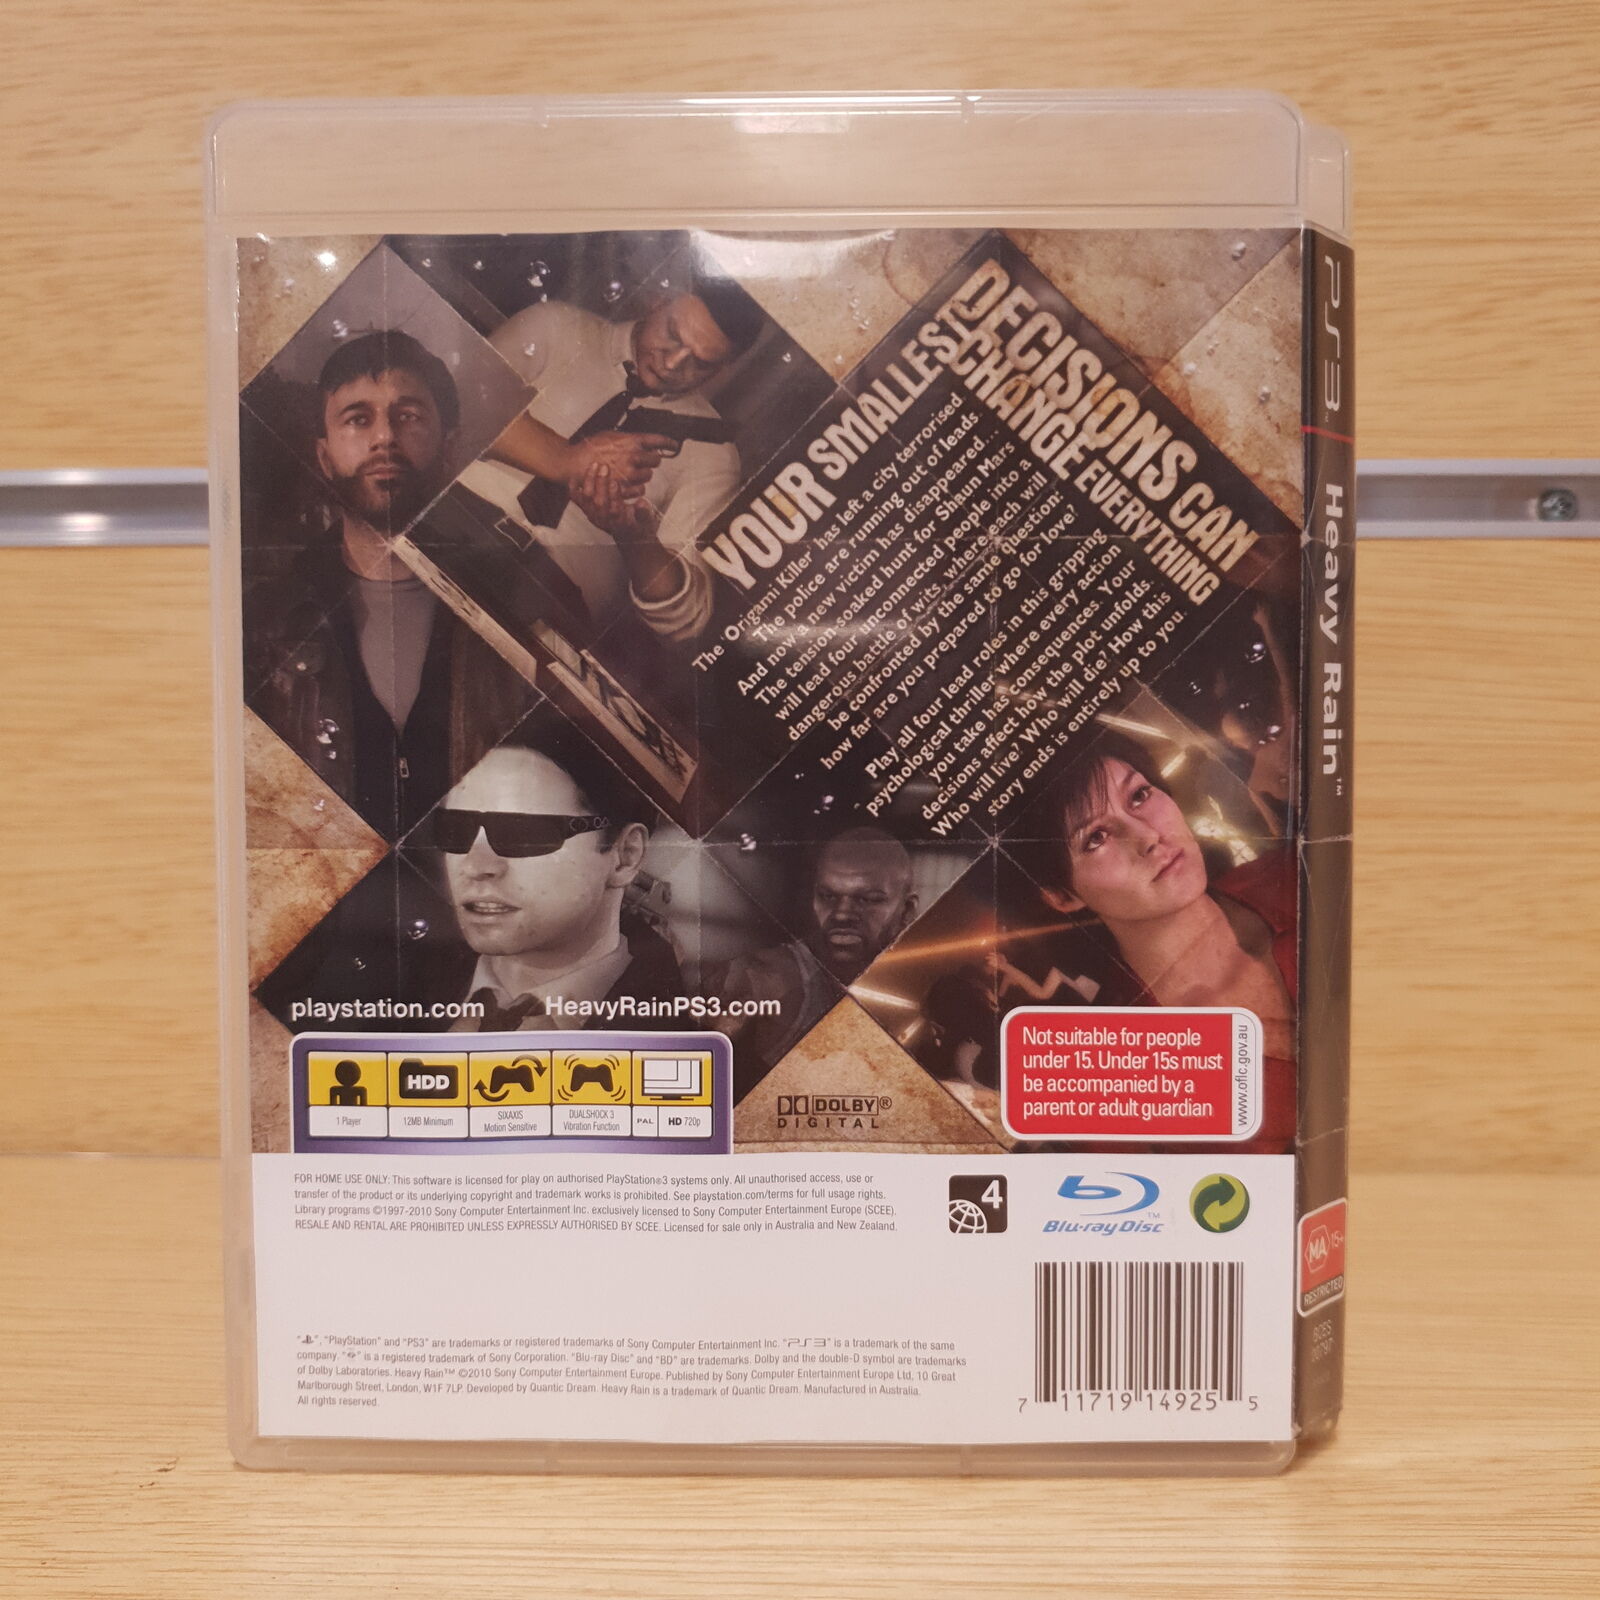 YOUR SMALLEST
DECISIONS CAN
CHANGE EVERYTHING
The 'Origami Killer' has left a city terrorised.
The police are running out of leads.
And now a new victim has disappeared...
The tension-soaked hunt for Shaun Mars
will lead four unconnected people into a
dangerous battle of wits, where each will
be confronted by the same question:
how far are you prepared to go for love?
Play all four lead roles in this gripping
psychological thriller where every action
you take has consequences. Your
decisions affect how the plot unfolds.
Who will live? Who will die? How this
story ends is entirely up to you.
playstation.com
HeavyRainPS3.com
HDD
1 Player
12MB Minimum
SIXAXIS
Motion Sensitive
DUALSHOCK 3
Vibration Function
PAL
HD 720p
DOLBY®
DIGITAL
Not suitable for people
under 15. Under 15s must
be accompanied by a
parent or adult guardian
www.oflc.gov.au
FOR HOME USE ONLY: This software is licensed for play on authorised PlayStation®3 systems only. All unauthorised access, use or
transfer of the product or its underlying copyright and trademark works is prohibited. See playstation.com/terms for full usage rights.
Library programs ©1997-2010 Sony Computer Entertainment Inc. exclusively licensed to Sony Computer Entertainment Europe (SCEE).
RESALE AND RENTAL ARE PROHIBITED UNLESS EXPRESSLY AUTHORISED BY SCEE. Licensed for sale only in Australia and New Zealand.
4
Blu-ray Disc™
"", "PlayStation" and "PS3" are trademarks or registered trademarks of Sony Computer Entertainment Inc. "PS3" is a trademark of the same
company. "" is a registered trademark of Sony Corporation. "Blu-ray Disc" and "BD" are trademarks. Dolby and the double-D symbol are trademarks
of Dolby Laboratories. Heavy Rain™ ©2010 Sony Computer Entertainment Europe. Published by Sony Computer Entertainment Europe Ltd, 10 Great
Marlborough Street, London, W1F 7LP. Developed by Quantic Dream. Heavy Rain is a trademark of Quantic Dream. Manufactured in Australia.
All rights reserved.
7 11719 14925 5
PS3™
Heavy Rain™
MA 15+
RESTRICTED
BCES
00797